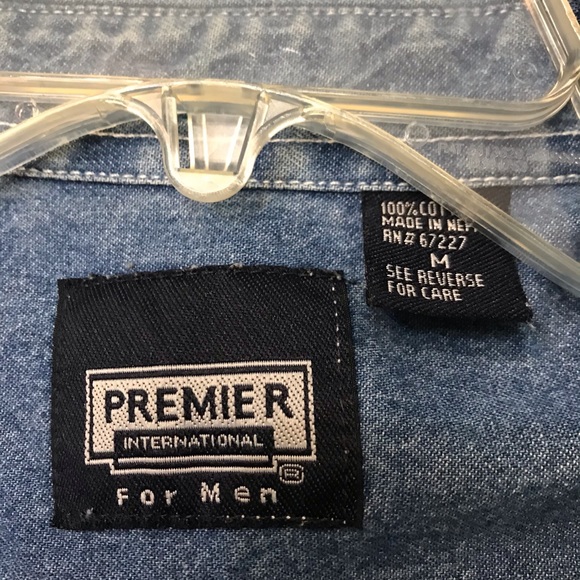 100% COT
MADE IN NEP
RN# 67227
M
SEE REVERSE
FOR CARE
PREMIER
INTERNATIONAL
®
For Men